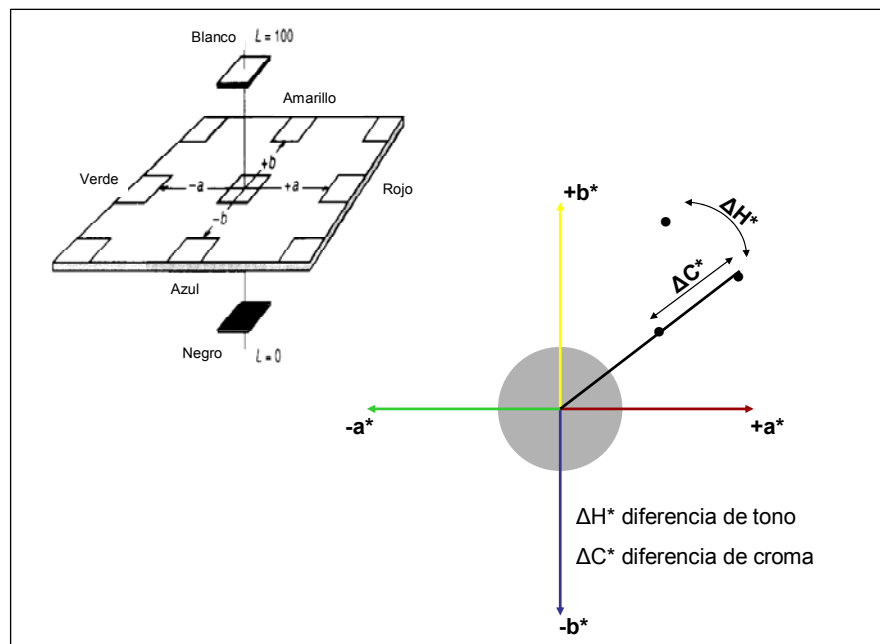 Blanco
L = 100
Amarillo
+b
Verde
-a
+a
Rojo
-b
Azul
Negro
L = 0
+b*
ΔH*
ΔC*
-a*
+a*
ΔH* diferencia de tono
ΔC* diferencia de croma
-b*